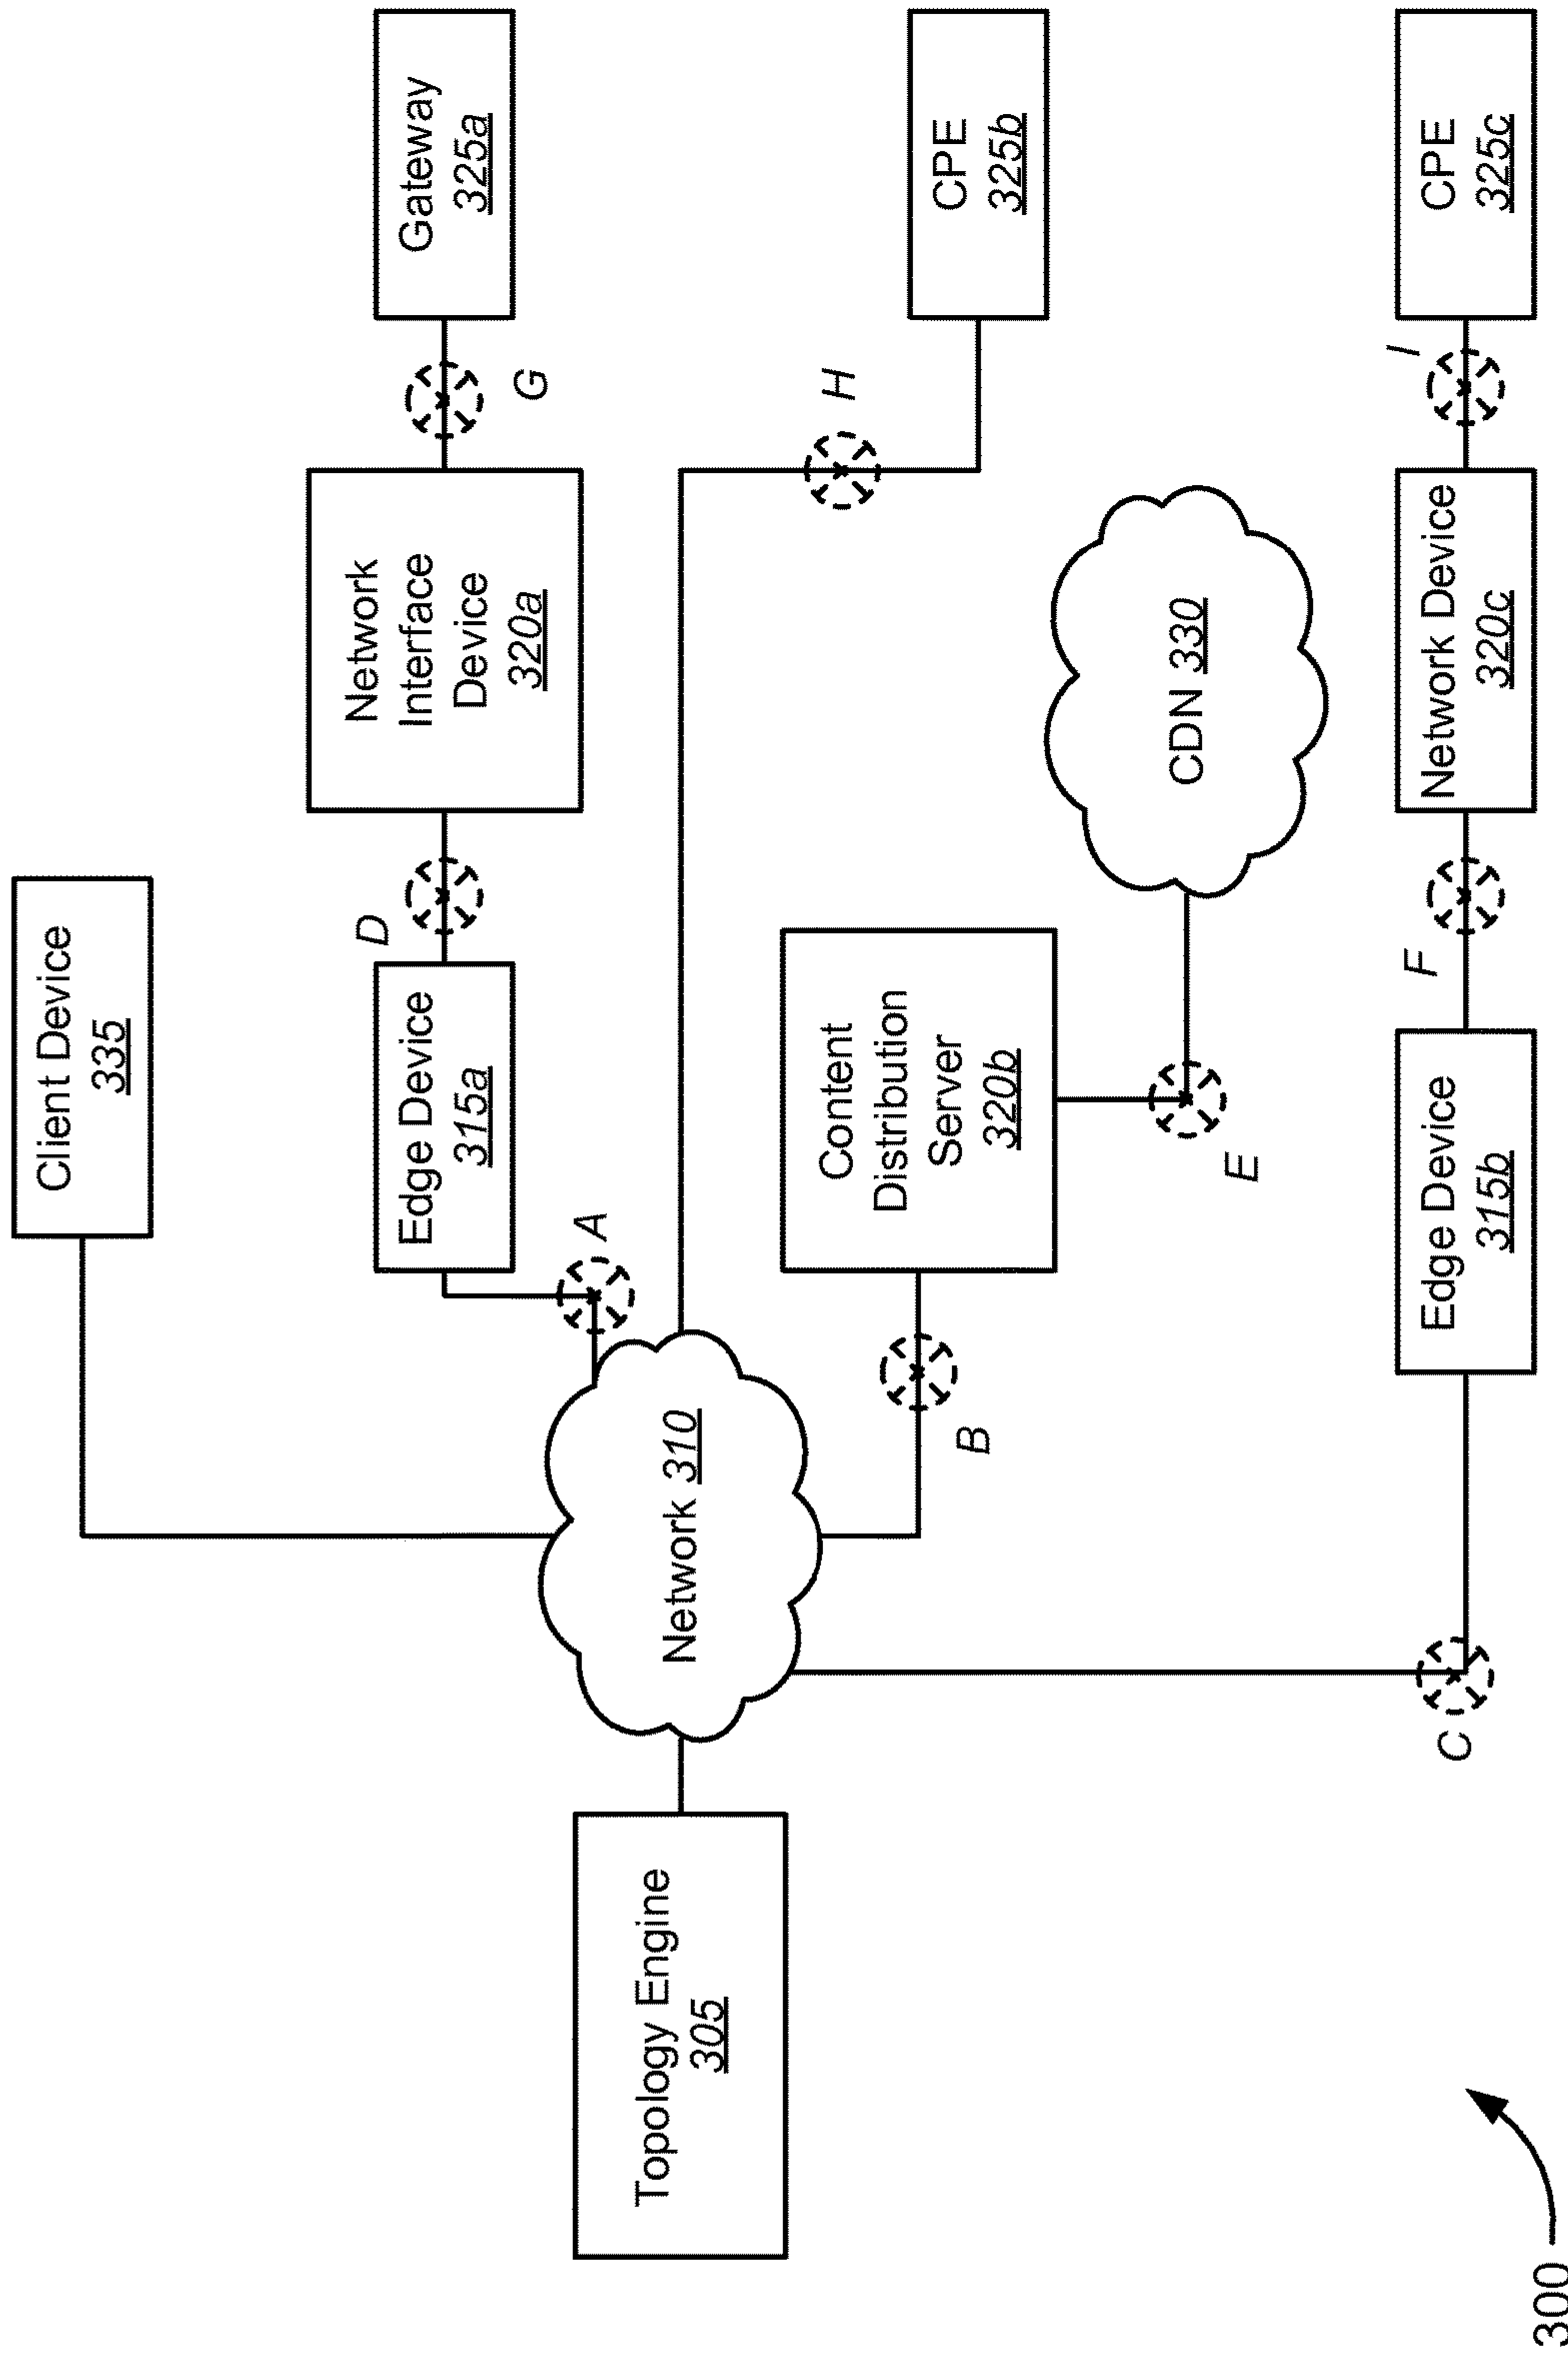 Client Device
335
Edge Device
315a
D
Network
Interface
Device
320a
G
Gateway
325a
A
Topology Engine
305
Network 310
H
CPE
325b
B
Content
Distribution
Server
320b
E
CDN 330
C
Edge Device
315b
F
Network Device
320c
I
CPE
325c
300